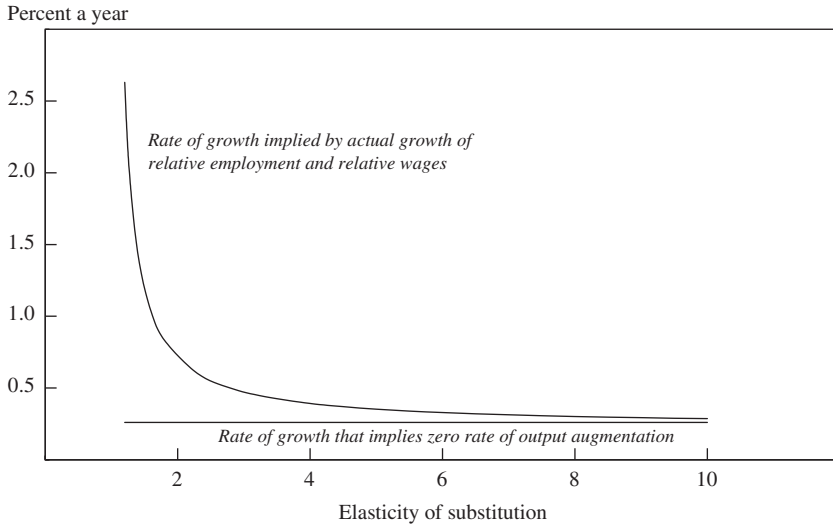 Percent a year
2.5
Rate of growth implied by actual growth of
relative employment and relative wages
2.0
1.5
1.0
0.5
Rate of growth that implies zero rate of output augmentation
2 4 6 8 10
Elasticity of substitution